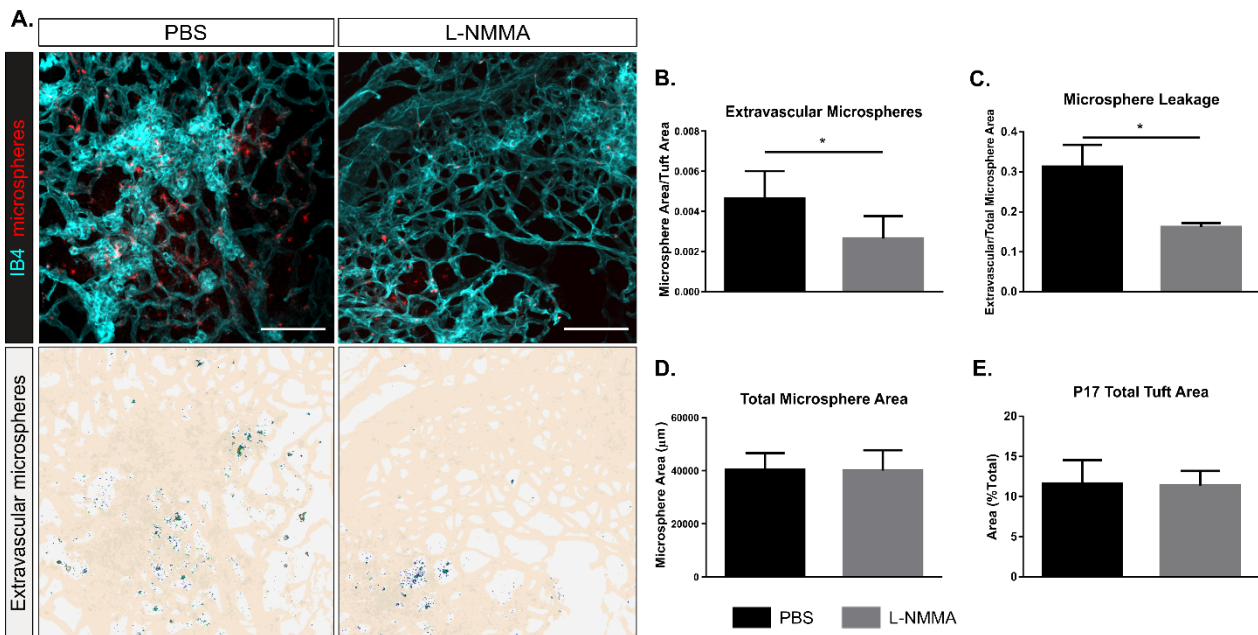 A.
PBS
L-NMMA
IB4 microspheres
Extravascular microspheres
B.
Extravascular Microspheres
Microsphere Area/Tuft Area
0.008
0.006
0.004
0.002
0.000
*
C.
Microsphere Leakage
Extravascular/Total Microsphere Area
0.4
0.3
0.2
0.1
0.0
*
D.
Total Microsphere Area
Microsphere Area (μm)
60000
40000
20000
0
E.
P17 Total Tuft Area
Area (%Total)
20
15
10
5
0
PBS
L-NMMA